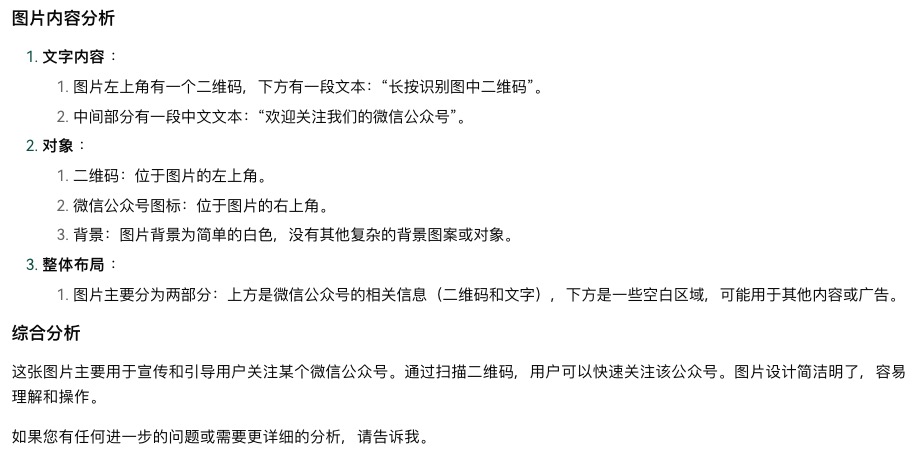 图片内容分析
1. 文字内容：
1. 图片左上角有一个二维码，下方有一段文本：“长按识别图中二维码”。
2. 中间部分有一段中文文本：“欢迎关注我们的微信公众号”。
2. 对象：
1. 二维码：位于图片的左上角。
2. 微信公众号图标：位于图片的右上角。
3. 背景：图片背景为简单的白色，没有其他复杂的背景图案或对象。
3. 整体布局：
1. 图片主要分为两部分：上方是微信公众号的相关信息（二维码和文字），下方是一些空白区域，可能用于其他内容或广告。
综合分析
这张图片主要用于宣传和引导用户关注某个微信公众号。通过扫描二维码，用户可以快速关注该公众号。图片设计简洁明了，容易
理解和操作。
如果您有任何进一步的问题或需要更详细的分析，请告诉我。